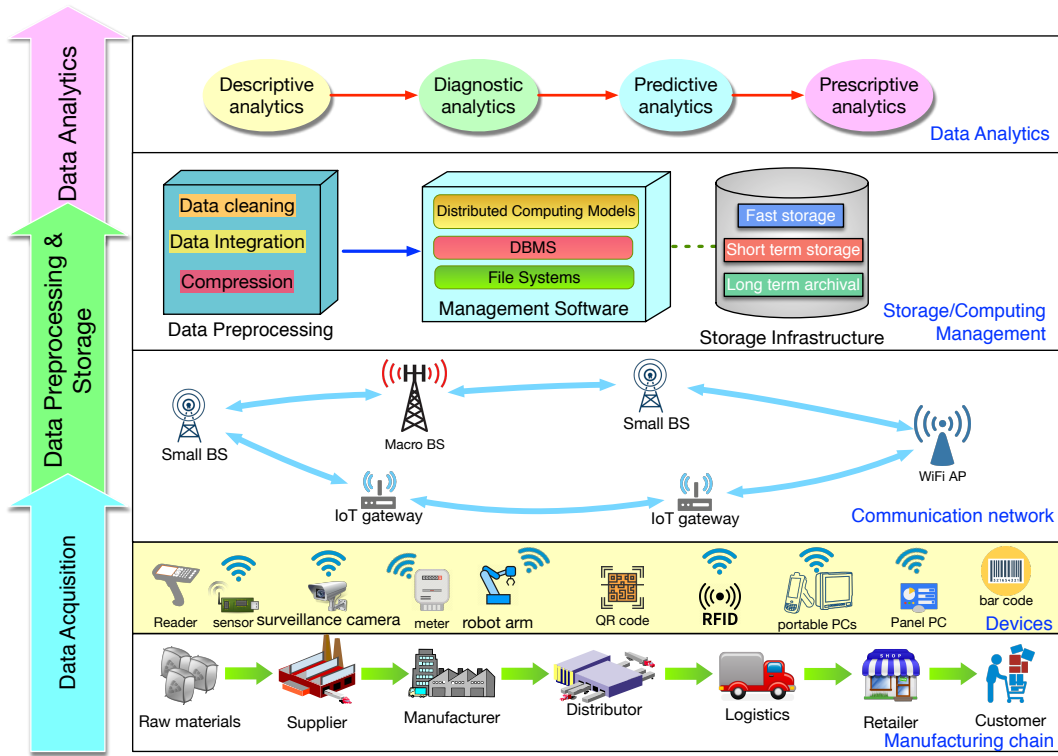 Data Analytics
Data Preprocessing &
Storage
Data Acquisition
Descriptive
analytics
Diagnostic
analytics
Predictive
analytics
Prescriptive
analytics
Data Analytics
Data cleaning
Data Integration
Compression
Data Preprocessing
Distributed Computing Models
DBMS
File Systems
Management Software
Fast storage
Short term storage
Long term archival
Storage Infrastructure
Storage/Computing
Management
Small BS
Macro BS
Small BS
WiFi AP
IoT gateway
IoT gateway
Communication network
Reader
sensor
surveillance camera
meter
robot arm
QR code
RFID
portable PCs
Panel PC
bar code
Devices
SHOP
Raw materials
Supplier
Manufacturer
Distributor
Logistics
Retailer
Customer
Manufacturing chain